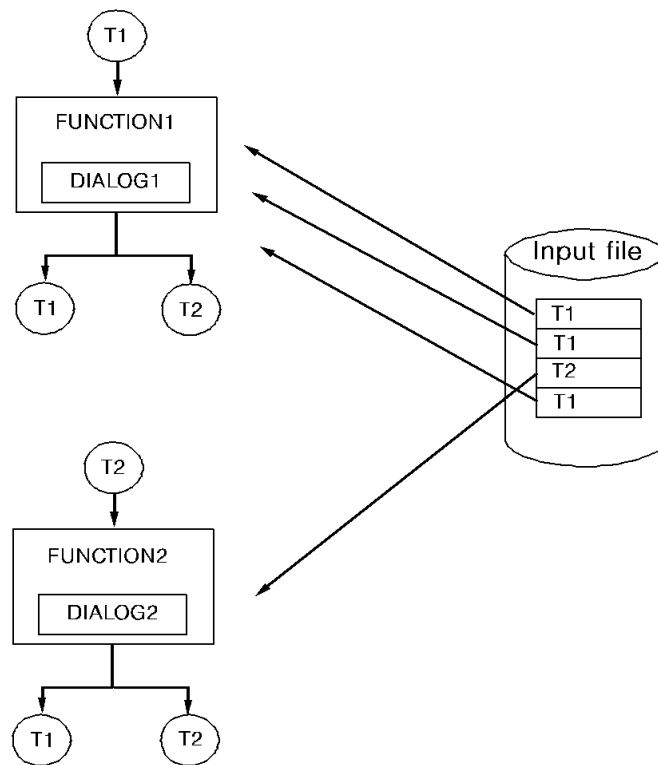 T1
FUNCTION1
DIALOG1
T1
T2
Input file
T1
T1
T2
T1
T2
FUNCTION2
DIALOG2
T1
T2